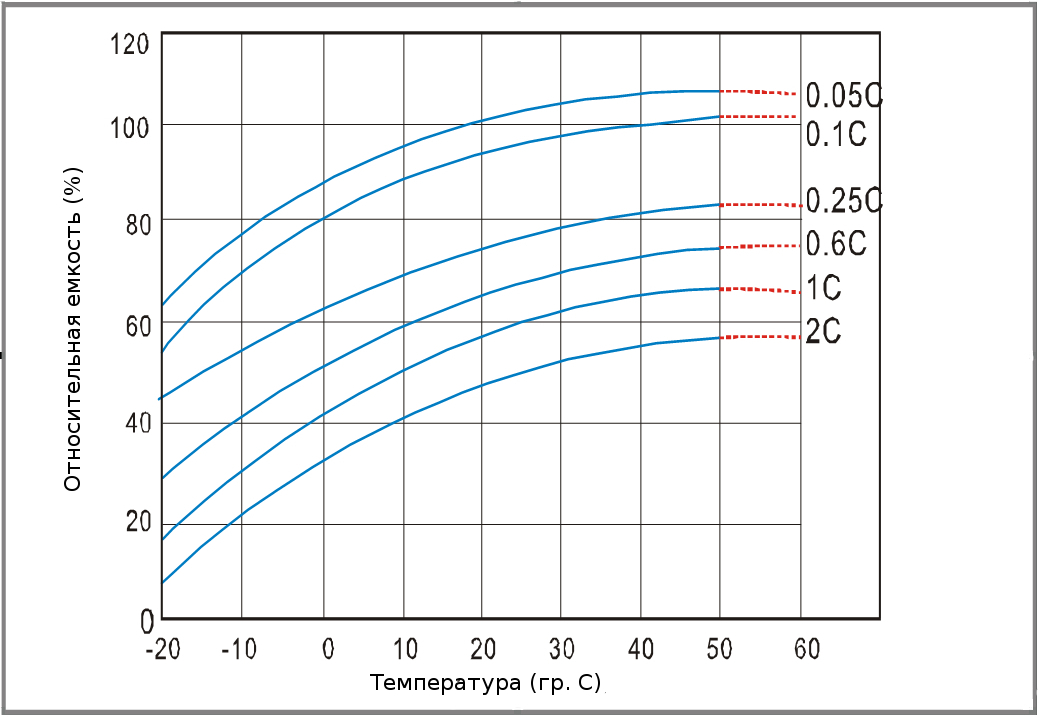 120
100
80
60
40
20
0
Относительная емкость (%)
0.05C
0.1C
0.25C
0.6C
1C
2C
-20 -10 0 10 20 30 40 50 60
Температура (гр. С)